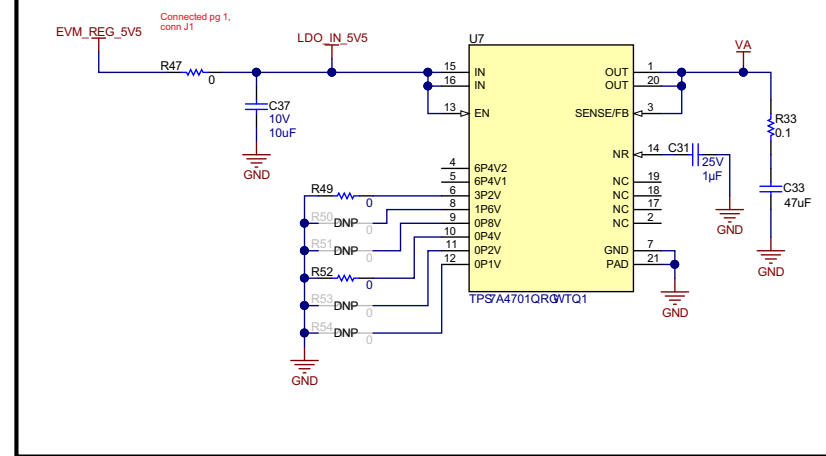 Connected pg 1,
conn J1
EVM_REG_5V5
LDO_IN_5V5
U7
VA
R47
0
15
IN
OUT
1
16
IN
OUT
20
C37
10V
10uF
13
EN
SENSE/FB
3
R33
0.1
GND
NR
14
C31
25V
1µF
4
6P4V2
5
6P4V1
NC
19
R49
0
6
3P2V
NC
18
C33
47uF
8
1P6V
NC
17
R50
DNP
0
9
0P8V
NC
2
GND
10
0P4V
R51
DNP
0
11
0P2V
GND
7
12
0P1V
PAD
21
GND
R52
0
R53
DNP
0
TPS7A4701QRGWTQ1
GND
R54
DNP
0
GND